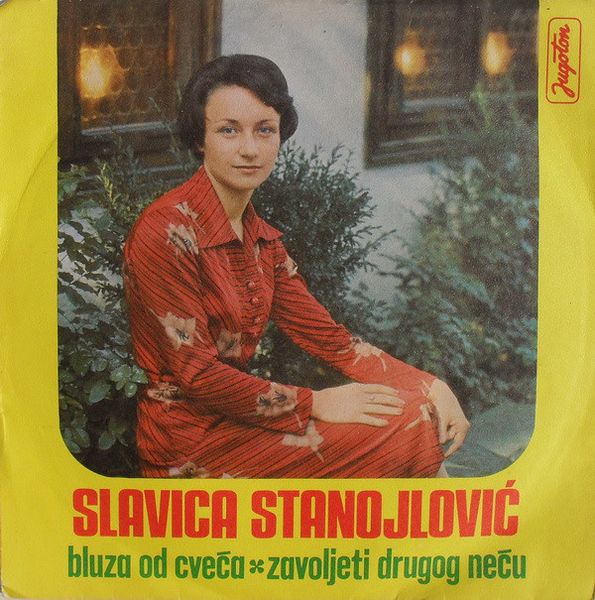 Jugoton
SLAVICA STANOJLOVIĆ
bluza od cveća * zavoljeti drugog neću